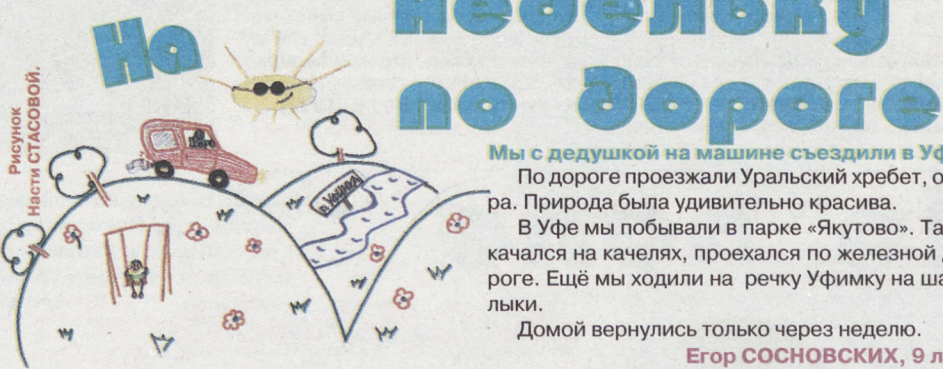 На недельку
по дороге
Рисунок
Насти СТАСОВОЙ.
Мы с дедушкой на машине съездили в Уф
По дороге проезжали Уральский хребет, о
ра. Природа была удивительно красива.
В Уфе мы побывали в парке «Якутово». Та
качался на качелях, проехался по железной
роге. Ещё мы ходили на речку Уфимку на ша
лыки.
Домой вернулись только через неделю.
Егор СОСНОВСКИХ, 9 л